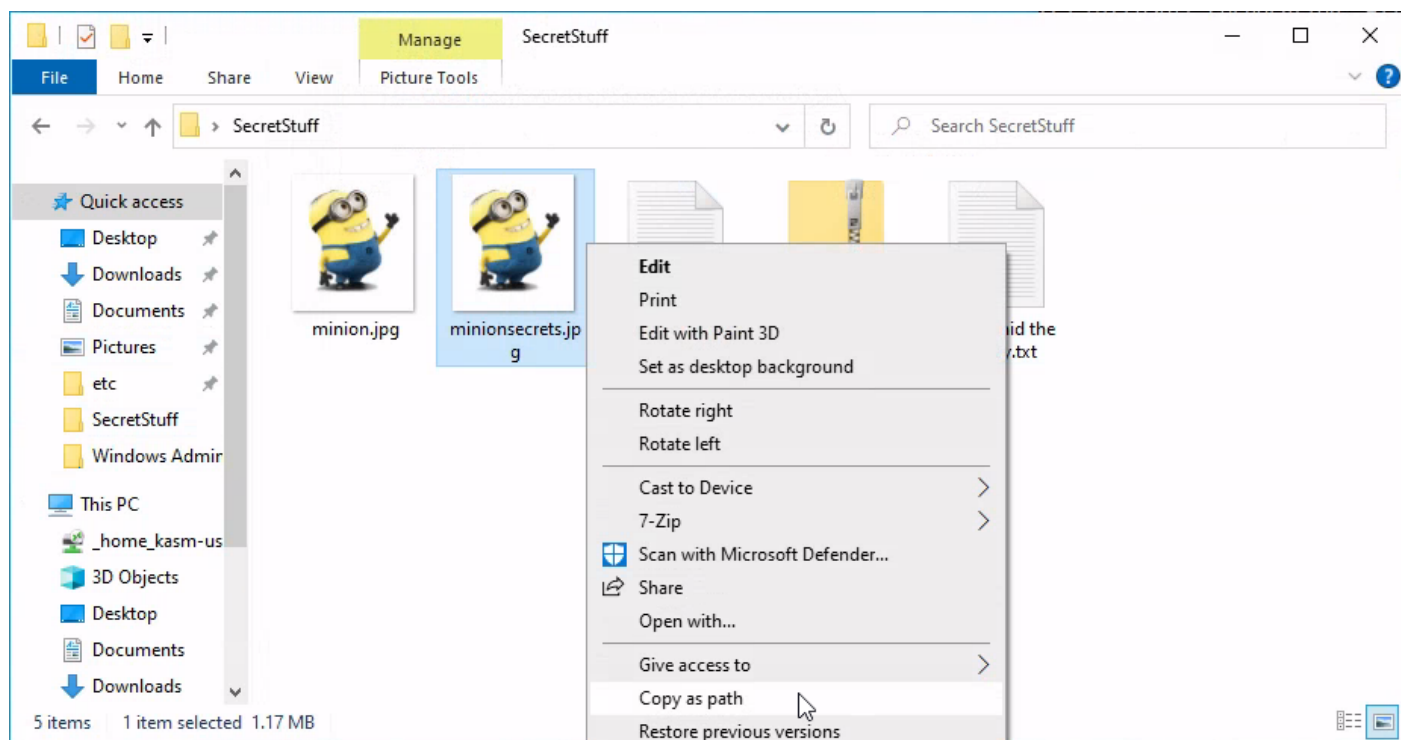 Manage
SecretStuff
File
Home
Share
View
Picture Tools
SecretStuff
Search SecretStuff
Quick access
Desktop
Downloads
Documents
Pictures
etc
SecretStuff
Windows Admir
This PC
_home_kasm-us
3D Objects
Desktop
Documents
Downloads
minion.jpg
minionsecrets.jp
g
id the
.txt
Edit
Print
Edit with Paint 3D
Set as desktop background
Rotate right
Rotate left
Cast to Device
7-Zip
Scan with Microsoft Defender...
Share
Open with...
Give access to
Copy as path
Restore previous versions
5 items
1 item selected 1.17 MB